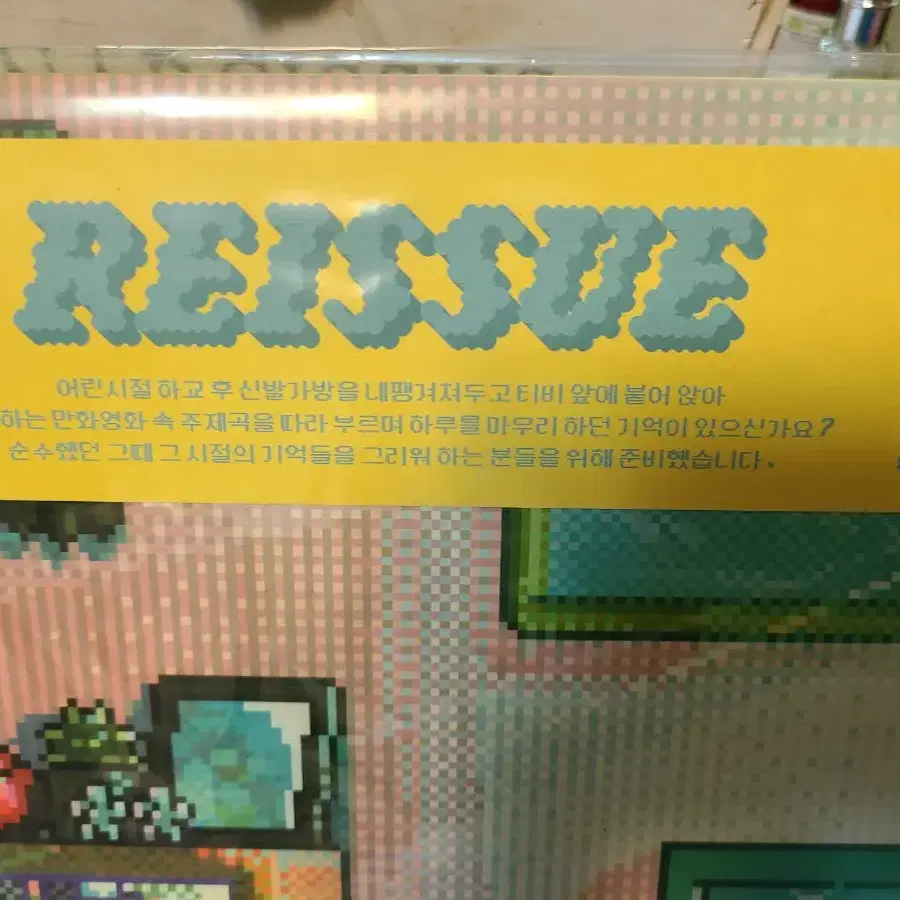 REISSUE
어린시절 하교 후 신발가방을 내팽겨쳐두고 티비 앞에 붙어 앉아
하는 만화영화 속 주제곡을 따라 부르며 하루를 마무리 하던 기억이 있으신가요?
순수했던 그때 그 시절의 기억들을 그리워 하는 분들을 위해 준비했습니다.